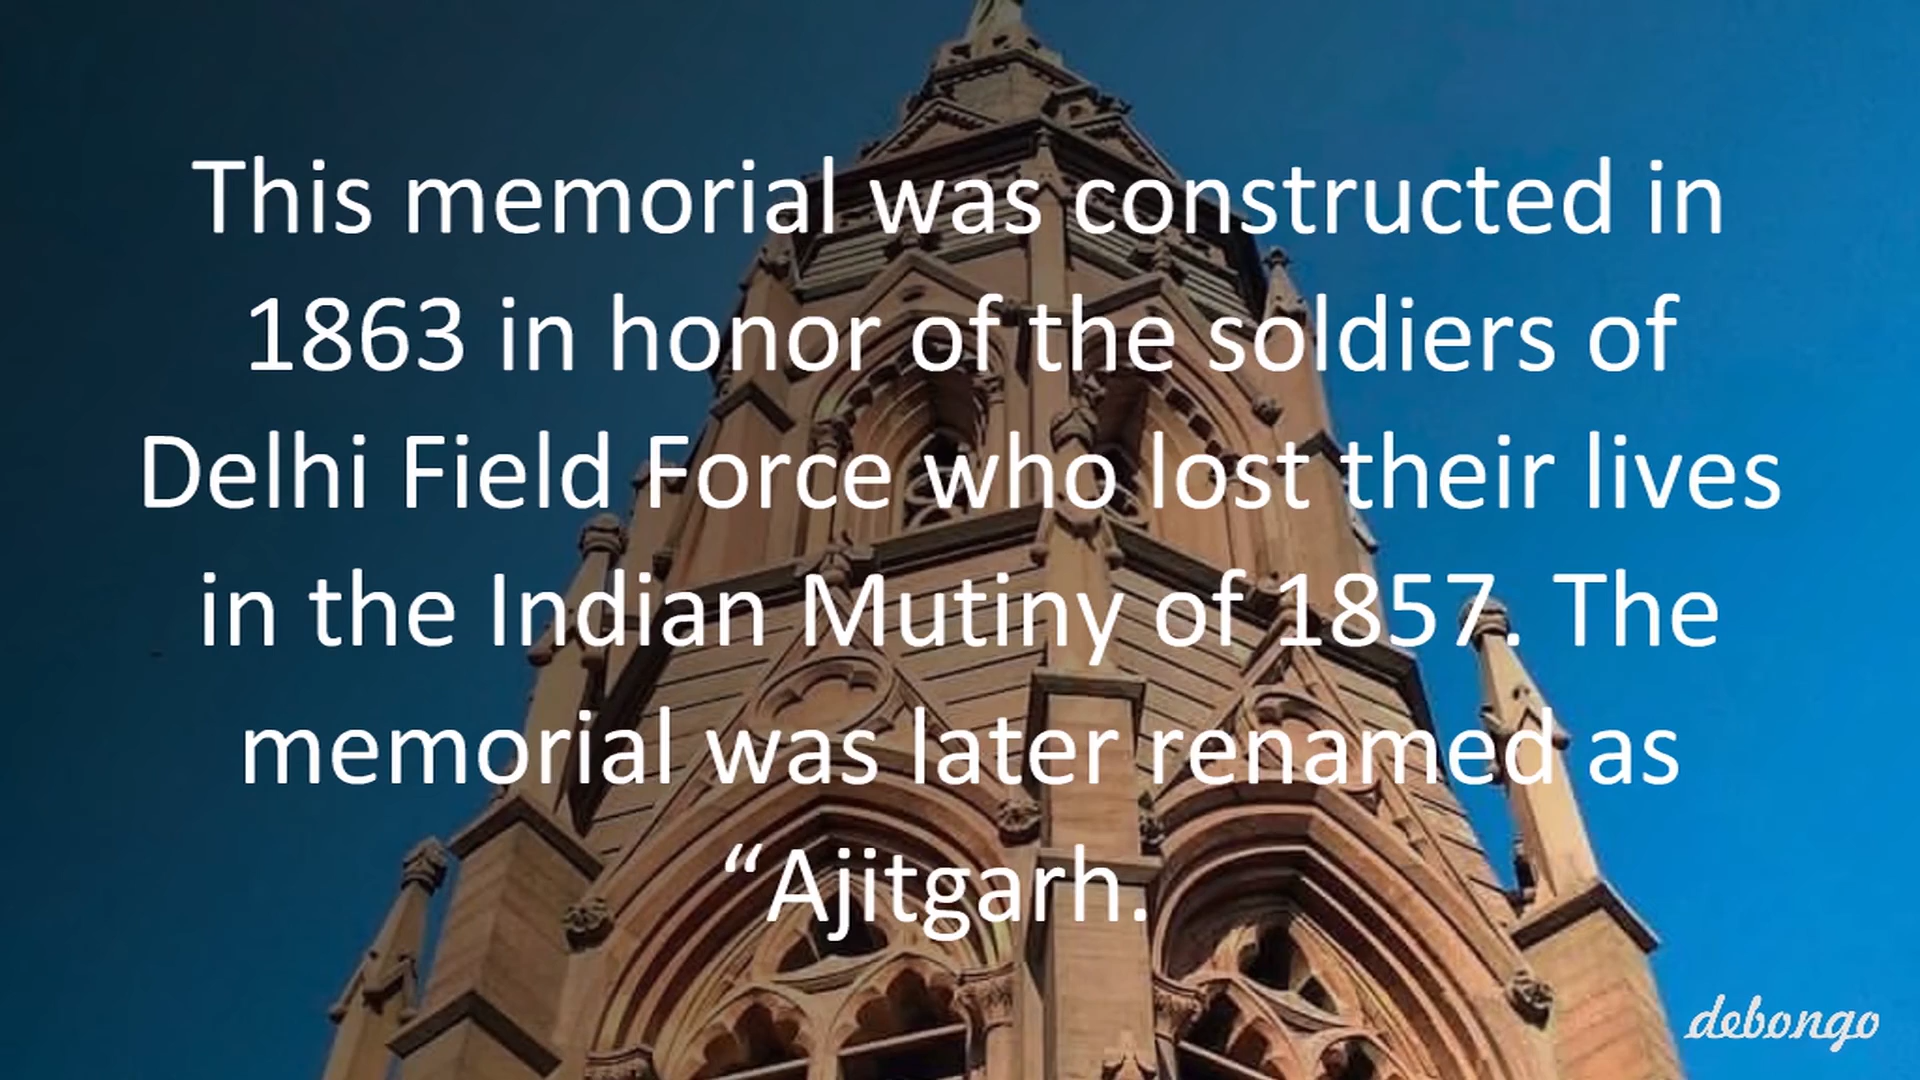 This memorial was constructed in
1863 in honor of the soldiers of
Delhi Field Force who lost their lives
in the Indian Mutiny of 1857. The
memorial was later renamed as
“Ajitgarh.
debongo